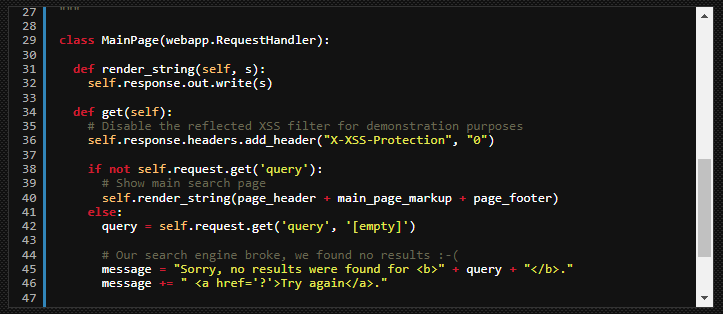 27 """
28
29 class MainPage(webapp.RequestHandler):
30
31   def render_string(self, s):
32     self.response.out.write(s)
33
34   def get(self):
35     # Disable the reflected XSS filter for demonstration purposes
36     self.response.headers.add_header("X-XSS-Protection", "0")
37
38     if not self.request.get('query'):
39       # Show main search page
40       self.render_string(page_header + main_page_markup + page_footer)
41     else:
42       query = self.request.get('query', '[empty]')
43
44       # Our search engine broke, we found no results :-(
45       message = "Sorry, no results were found for <b>" + query + "</b>."
46       message += " <a href='?'>Try again</a>."
47